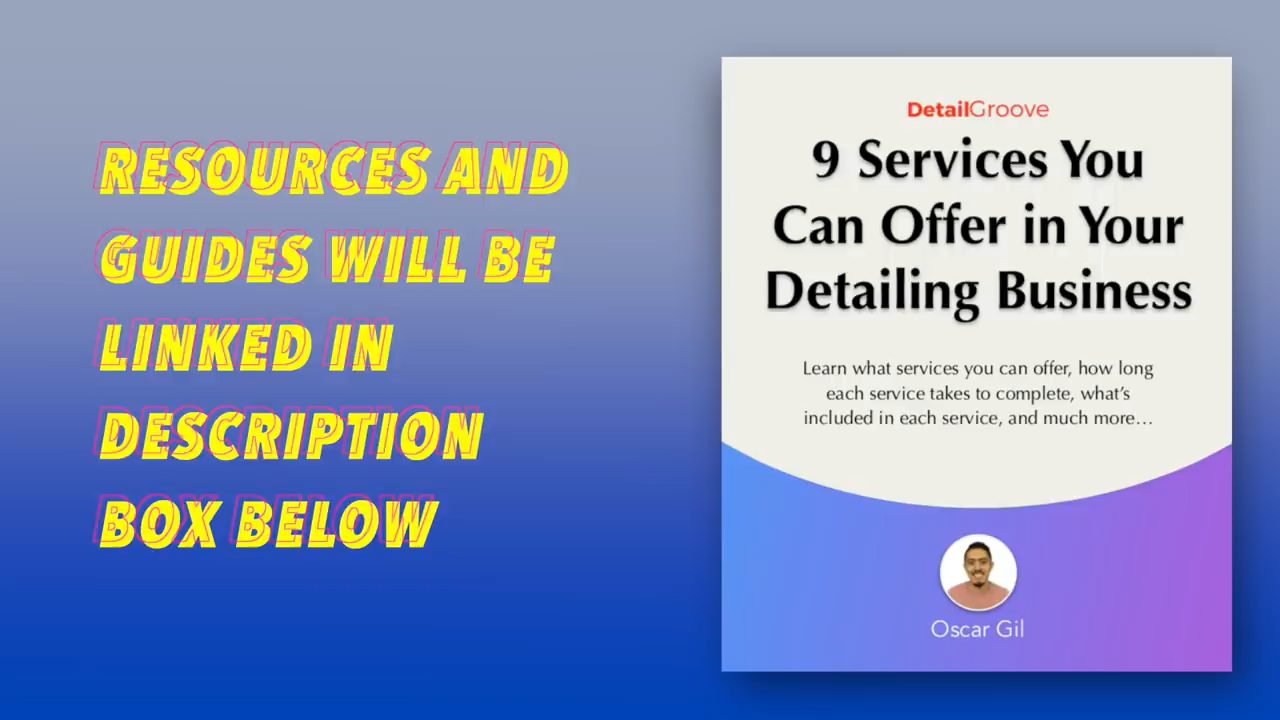 RESOURCES AND
GUIDES WILL BE
LINKED IN
DESCRIPTION
BOX BELOW
DetailGroove
9 Services You
Can Offer in Your
Detailing Business
Learn what services you can offer, how long
each service takes to complete, what's
included in each service, and much more...
Oscar Gil